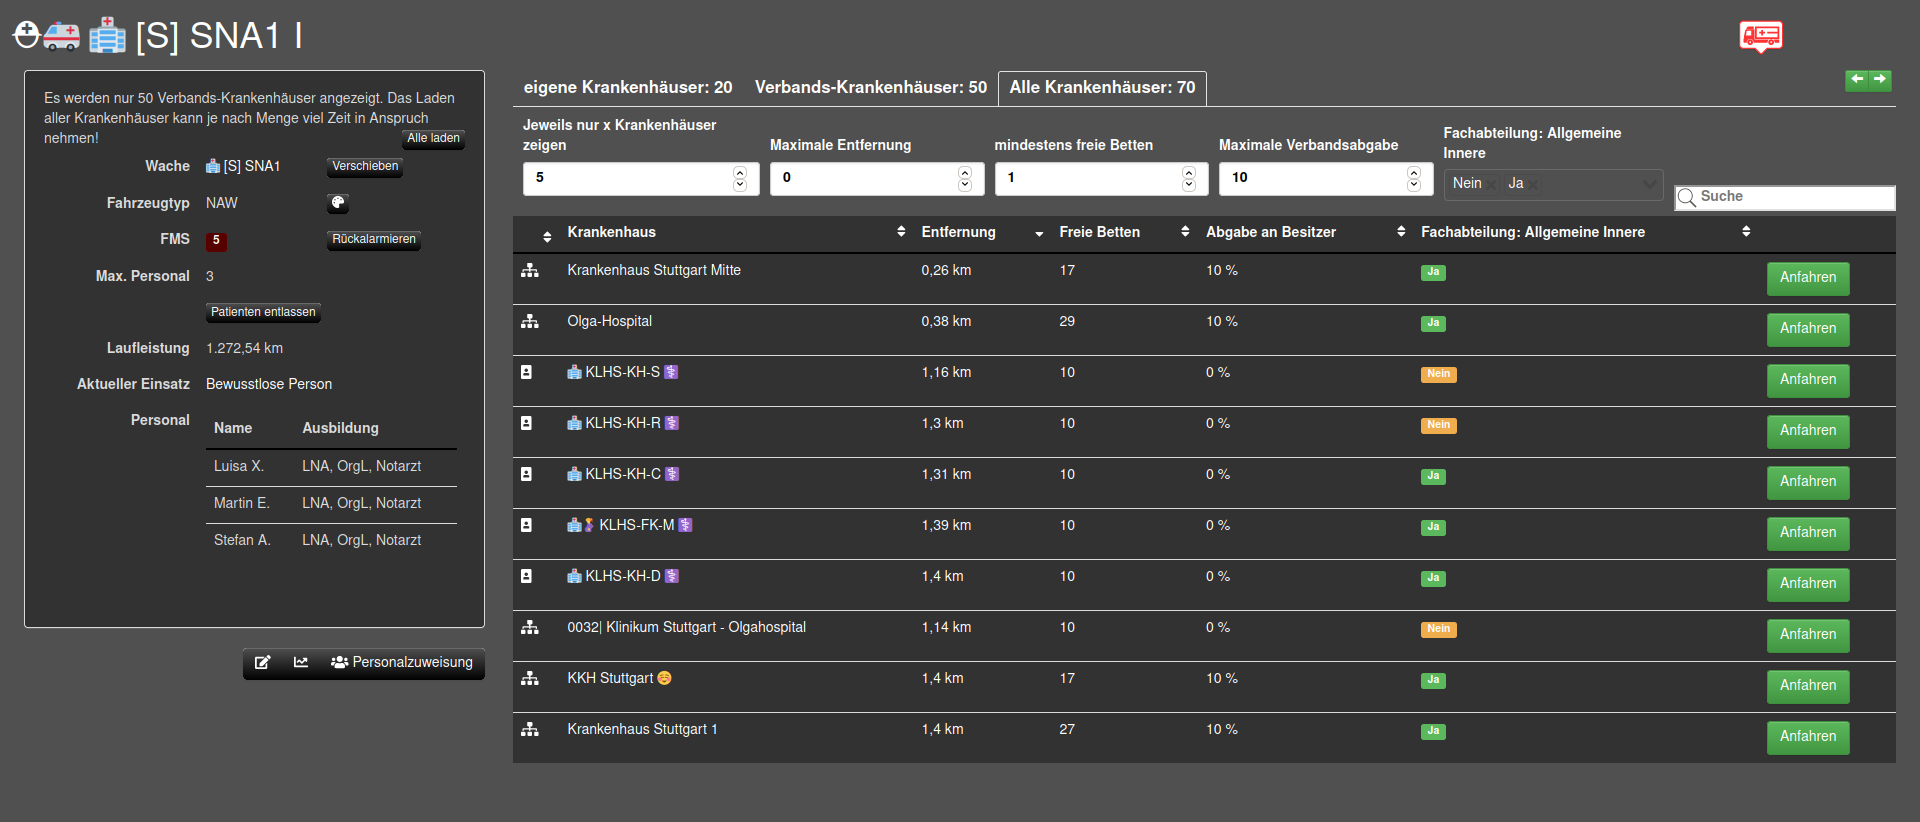 [S] SNA1 I
Es werden nur 50 Verbands-Krankenhäuser angezeigt. Das Laden
aller Krankenhäuser kann je nach Menge viel Zeit in Anspruch
nehmen!
Alle laden
Wache [S] SNA1 Verschieben
Fahrzeugtyp NAW
FMS 5 Rückalarmieren
Max. Personal 3
Patienten entlassen
Laufleistung 1.272,54 km
Aktueller Einsatz Bewusstlose Person
Personal
Name Ausbildung
Luisa X. LNA, OrgL, Notarzt
Martin E. LNA, OrgL, Notarzt
Stefan A. LNA, OrgL, Notarzt
Personalzuweisung
eigene Krankenhäuser: 20 Verbands-Krankenhäuser: 50 Alle Krankenhäuser: 70
Jeweils nur x Krankenhäuser
zeigen
5
Maximale Entfernung
0
mindestens freie Betten
1
Maximale Verbandsabgabe
10
Fachabteilung: Allgemeine
Innere
Nein Ja
Suche
Krankenhaus Entfernung Freie Betten Abgabe an Besitzer Fachabteilung: Allgemeine Innere
Krankenhaus Stuttgart Mitte 0,26 km 17 10 % Ja Anfahren
Olga-Hospital 0,38 km 29 10 % Ja Anfahren
KLHS-KH-S 1,16 km 10 0 % Nein Anfahren
KLHS-KH-R 1,3 km 10 0 % Nein Anfahren
KLHS-KH-C 1,31 km 10 0 % Ja Anfahren
KLHS-FK-M 1,39 km 10 0 % Ja Anfahren
KLHS-KH-D 1,4 km 10 0 % Ja Anfahren
0032| Klinikum Stuttgart - Olgahospital 1,14 km 10 0 % Nein Anfahren
KKH Stuttgart ☺️ 1,4 km 17 10 % Ja Anfahren
Krankenhaus Stuttgart 1 1,4 km 27 10 % Ja Anfahren